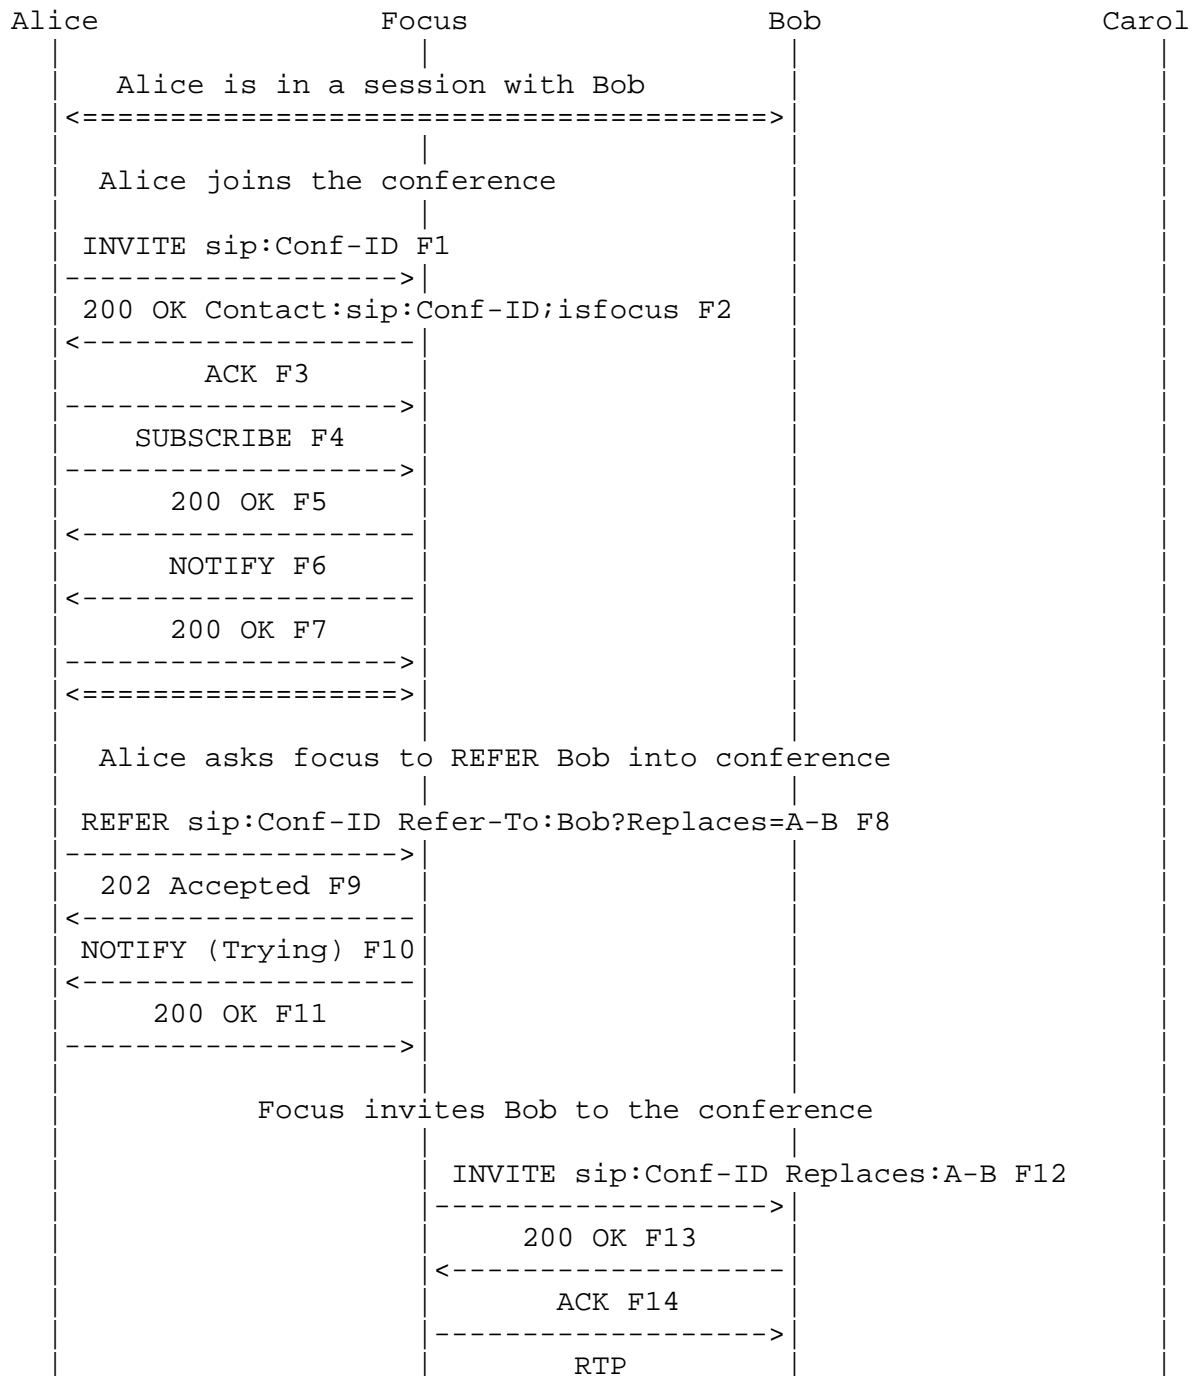 Alice Focus Bob Carol
Alice is in a session with Bob
<=======================================>
Alice joins the conference
INVITE sip:Conf-ID F1
------------------->
200 OK Contact:sip:Conf-ID;isfocus F2
<-------------------
ACK F3
------------------->
SUBSCRIBE F4
------------------->
200 OK F5
<-------------------
NOTIFY F6
<-------------------
200 OK F7
------------------->
<==================>
Alice asks focus to REFER Bob into conference
REFER sip:Conf-ID Refer-To:Bob?Replaces=A-B F8
------------------->
202 Accepted F9
<-------------------
NOTIFY (Trying) F10
<-------------------
200 OK F11
------------------->
Focus invites Bob to the conference
INVITE sip:Conf-ID Replaces:A-B F12
------------------->
200 OK F13
<-------------------
ACK F14
------------------->
RTP